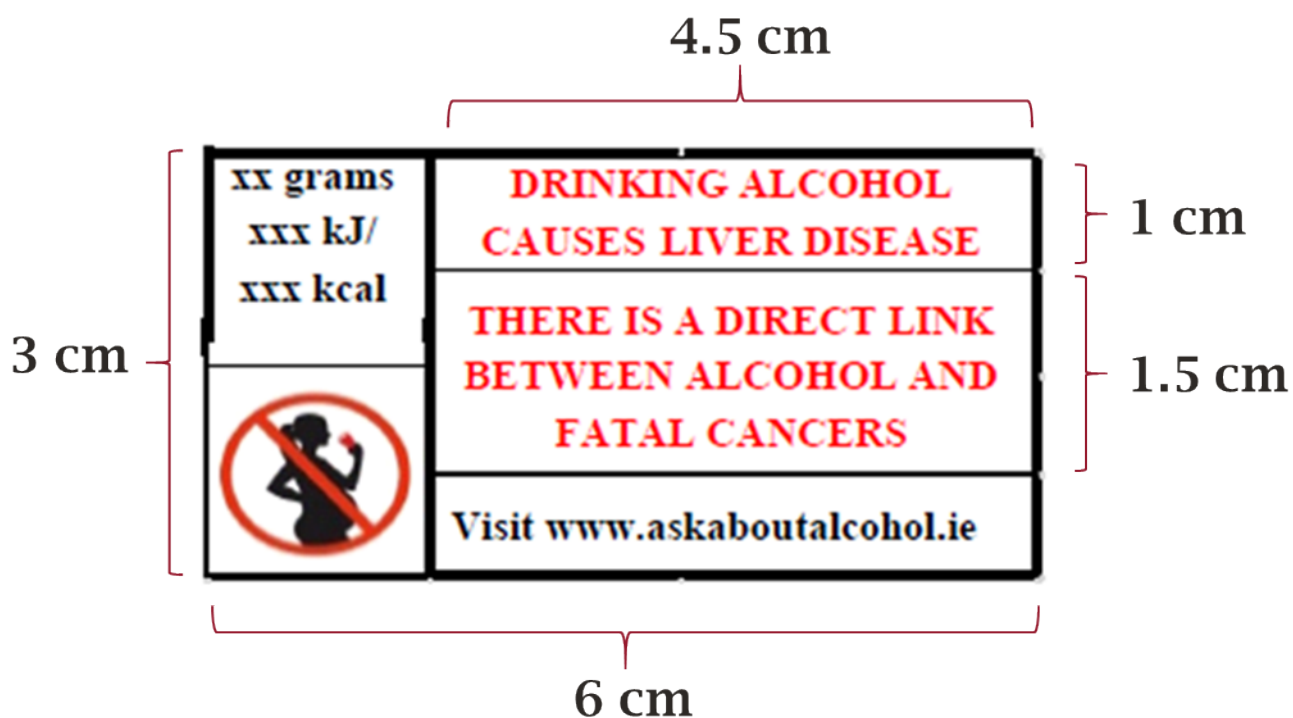 4.5 cm
xx grams
xxx kJ/
xxx kcal
DRINKING ALCOHOL
CAUSES LIVER DISEASE
1 cm
THERE IS A DIRECT LINK
BETWEEN ALCOHOL AND
FATAL CANCERS
1.5 cm
3 cm
Visit www.askaboutalcohol.ie
6 cm